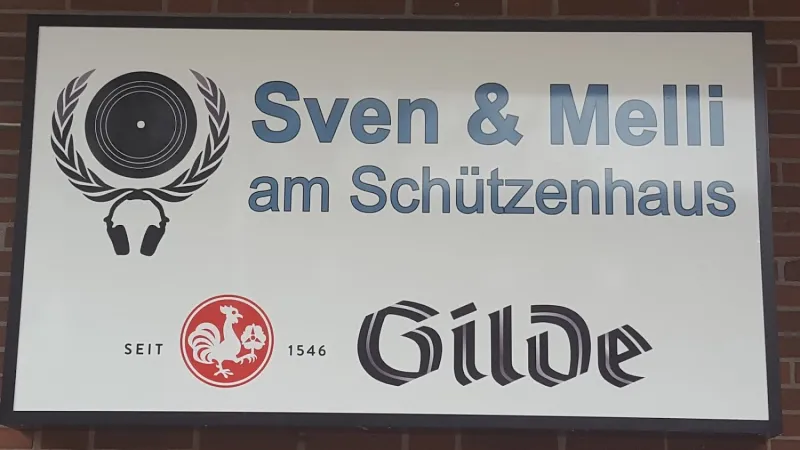 Sven & Melli
am Schützenhaus
SEIT 1546
Gilde